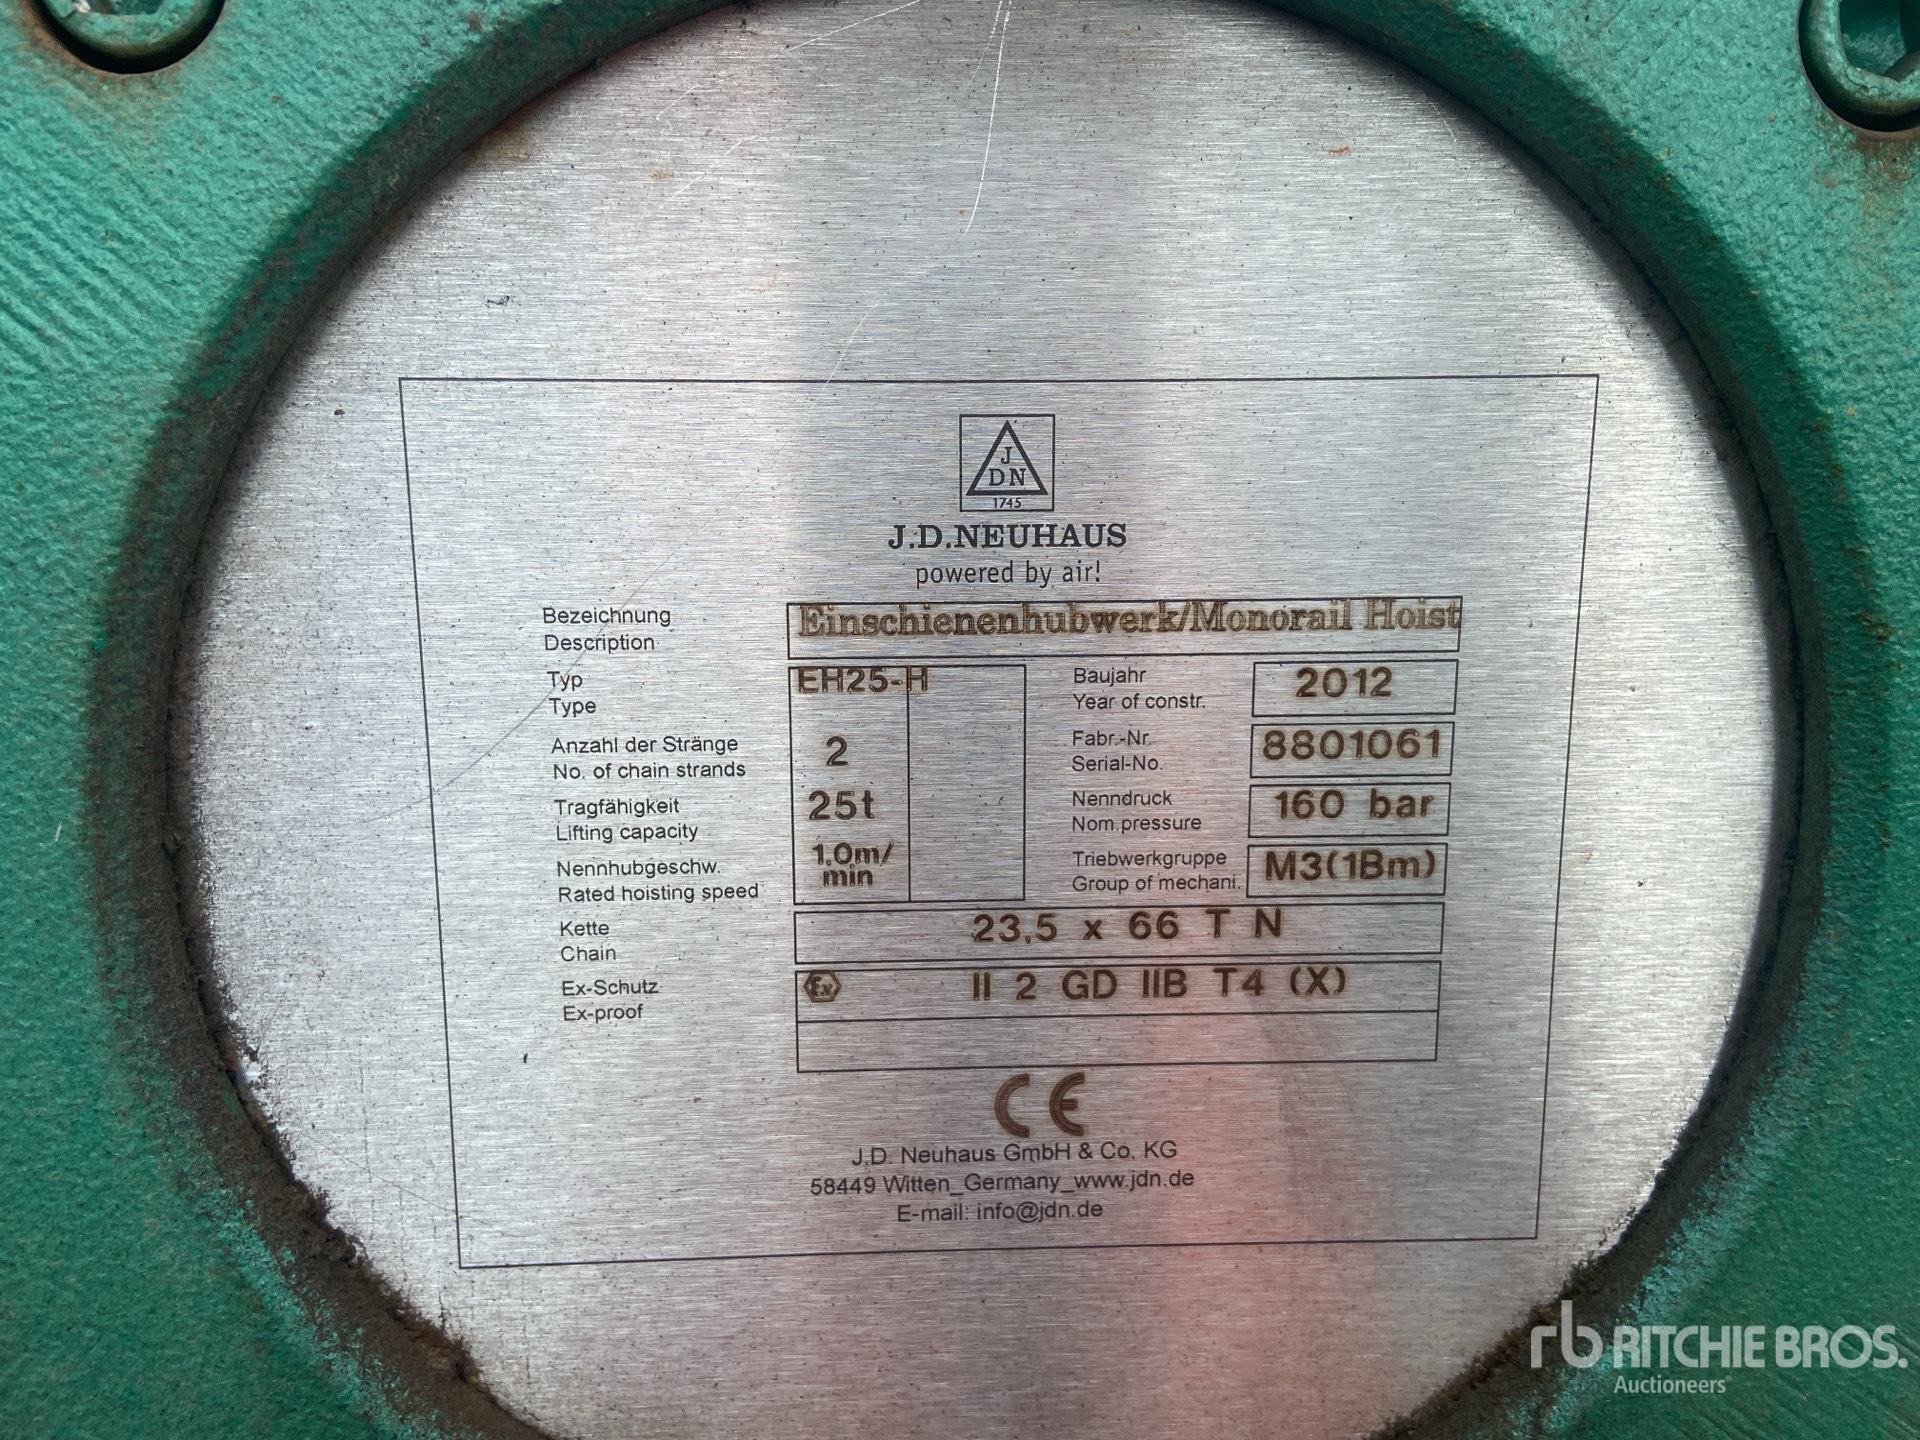 J
DN
1745
J.D.NEUHAUS
powered by air!
Bezeichnung
Description
Einschienenhubwerk/Monorail Hoist
Typ
Type
EH25-H
Baujahr
Year of constr.
2012
Anzahl der Stränge
No. of chain strands
2
Fabr.-Nr.
Serial-No.
8801061
Tragfähigkeit
Lifting capacity
25t
Nenndruck
Nom.pressure
160 bar
Nennhubgeschw.
Rated hoisting speed
1.0m/
min
Triebwerkgruppe
Group of mechani.
M3(1Bm)
Kette
Chain
23,5 x 66 T N
Ex-Schutz
Ex-proof
Ex II 2 GD IIB T4 (X)
CE
J.D. Neuhaus GmbH & Co. KG
58449 Witten_Germany_www.jdn.de
E-mail: info@jdn.de
rb RITCHIE BROS.
Auctioneers